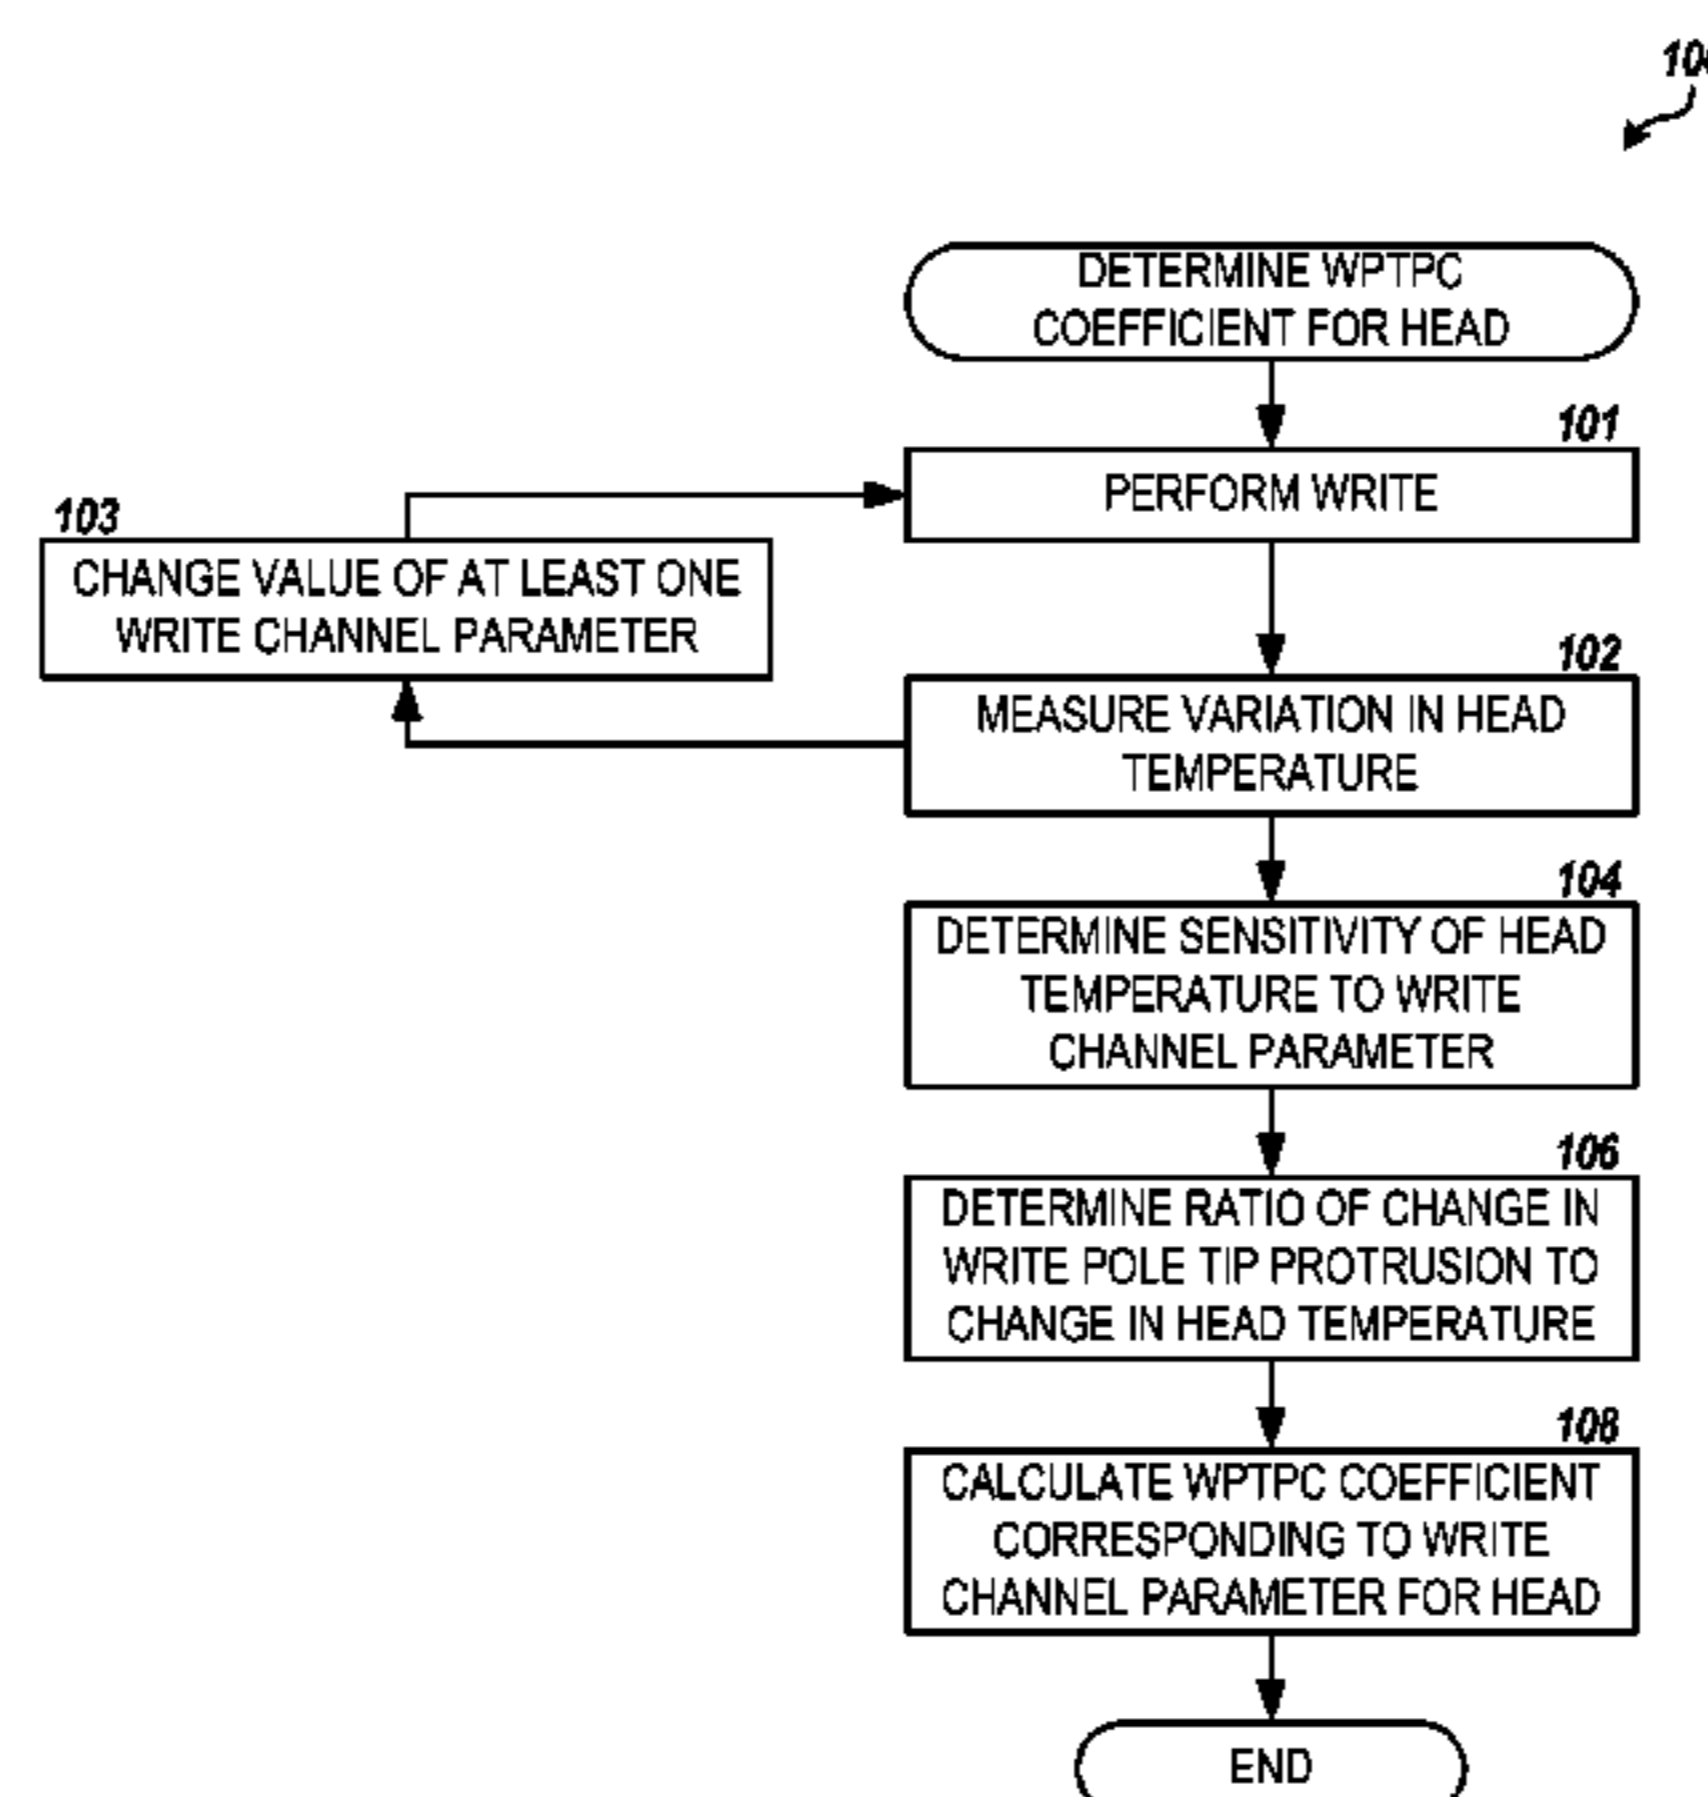 DETERMINE WPTPC
COEFFICIENT FOR HEAD
101
PERFORM WRITE
103
CHANGE VALUE OF AT LEAST ONE
WRITE CHANNEL PARAMETER
102
MEASURE VARIATION IN HEAD
TEMPERATURE
104
DETERMINE SENSITIVITY OF HEAD
TEMPERATURE TO WRITE
CHANNEL PARAMETER
106
DETERMINE RATIO OF CHANGE IN
WRITE POLE TIP PROTRUSION TO
CHANGE IN HEAD TEMPERATURE
108
CALCULATE WPTPC COEFFICIENT
CORRESPONDING TO WRITE
CHANNEL PARAMETER FOR HEAD
END